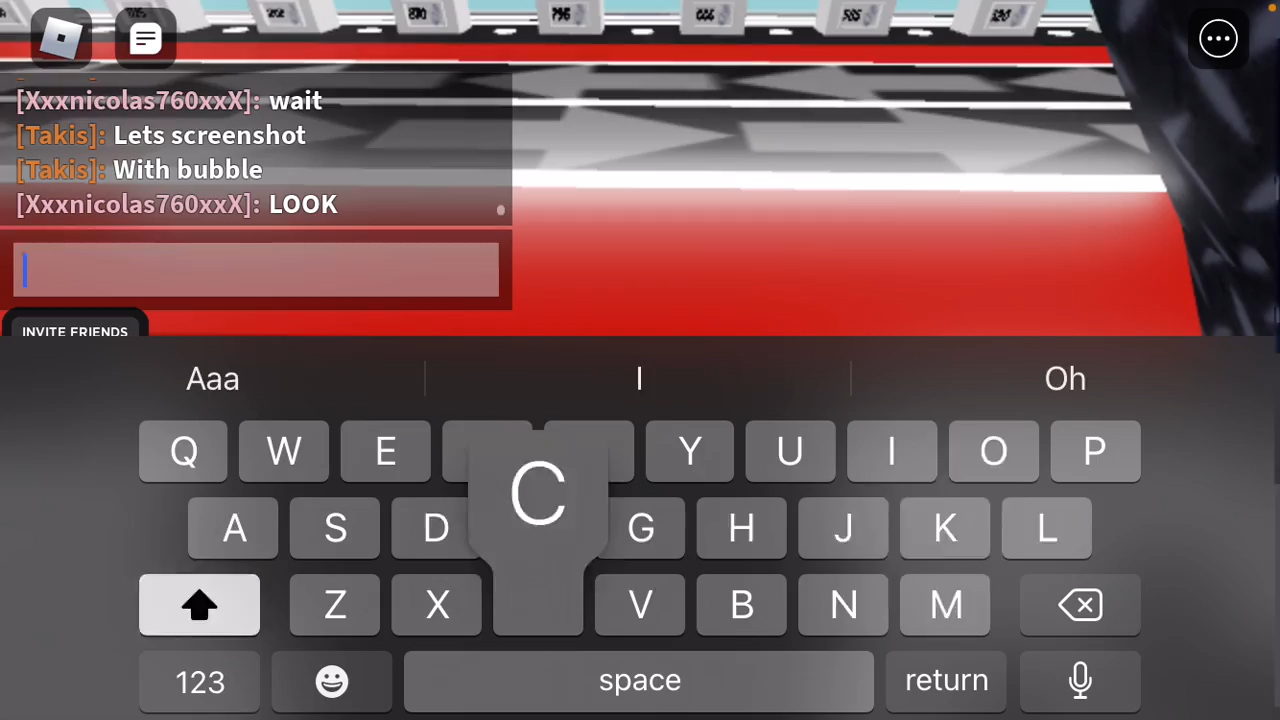 [Xxxnicolas760xxX]: wait
[Takis]: Lets screenshot
[Takis]: With bubble
[Xxxnicolas760xxX]: LOOK
INVITE FRIENDS
Aaa I Oh
Q W E Y U I O P
A S D G H J K L
C
Z X V B N M
123 space return